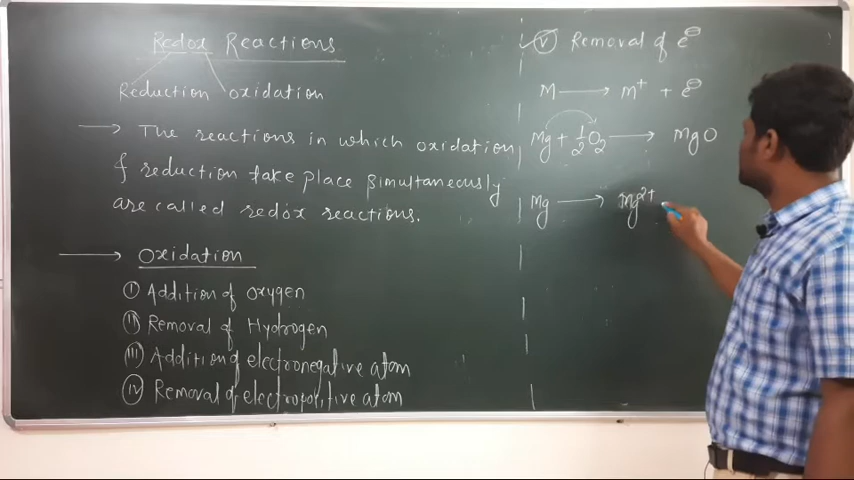 Redox Reactions
Reduction oxidation
→ The reactions in which oxidation
& reduction take place simultaneously
are called redox reactions.
→ Oxidation
(i) Addition of oxygen
(ii) Removal of Hydrogen
(iii) Addition of electronegative atom
(iv) Removal of electropositive atom
(v) Removal of e⊖
M → M⁺ + e⊖
Mg + ½O₂ → MgO
Mg → Mg²⁺